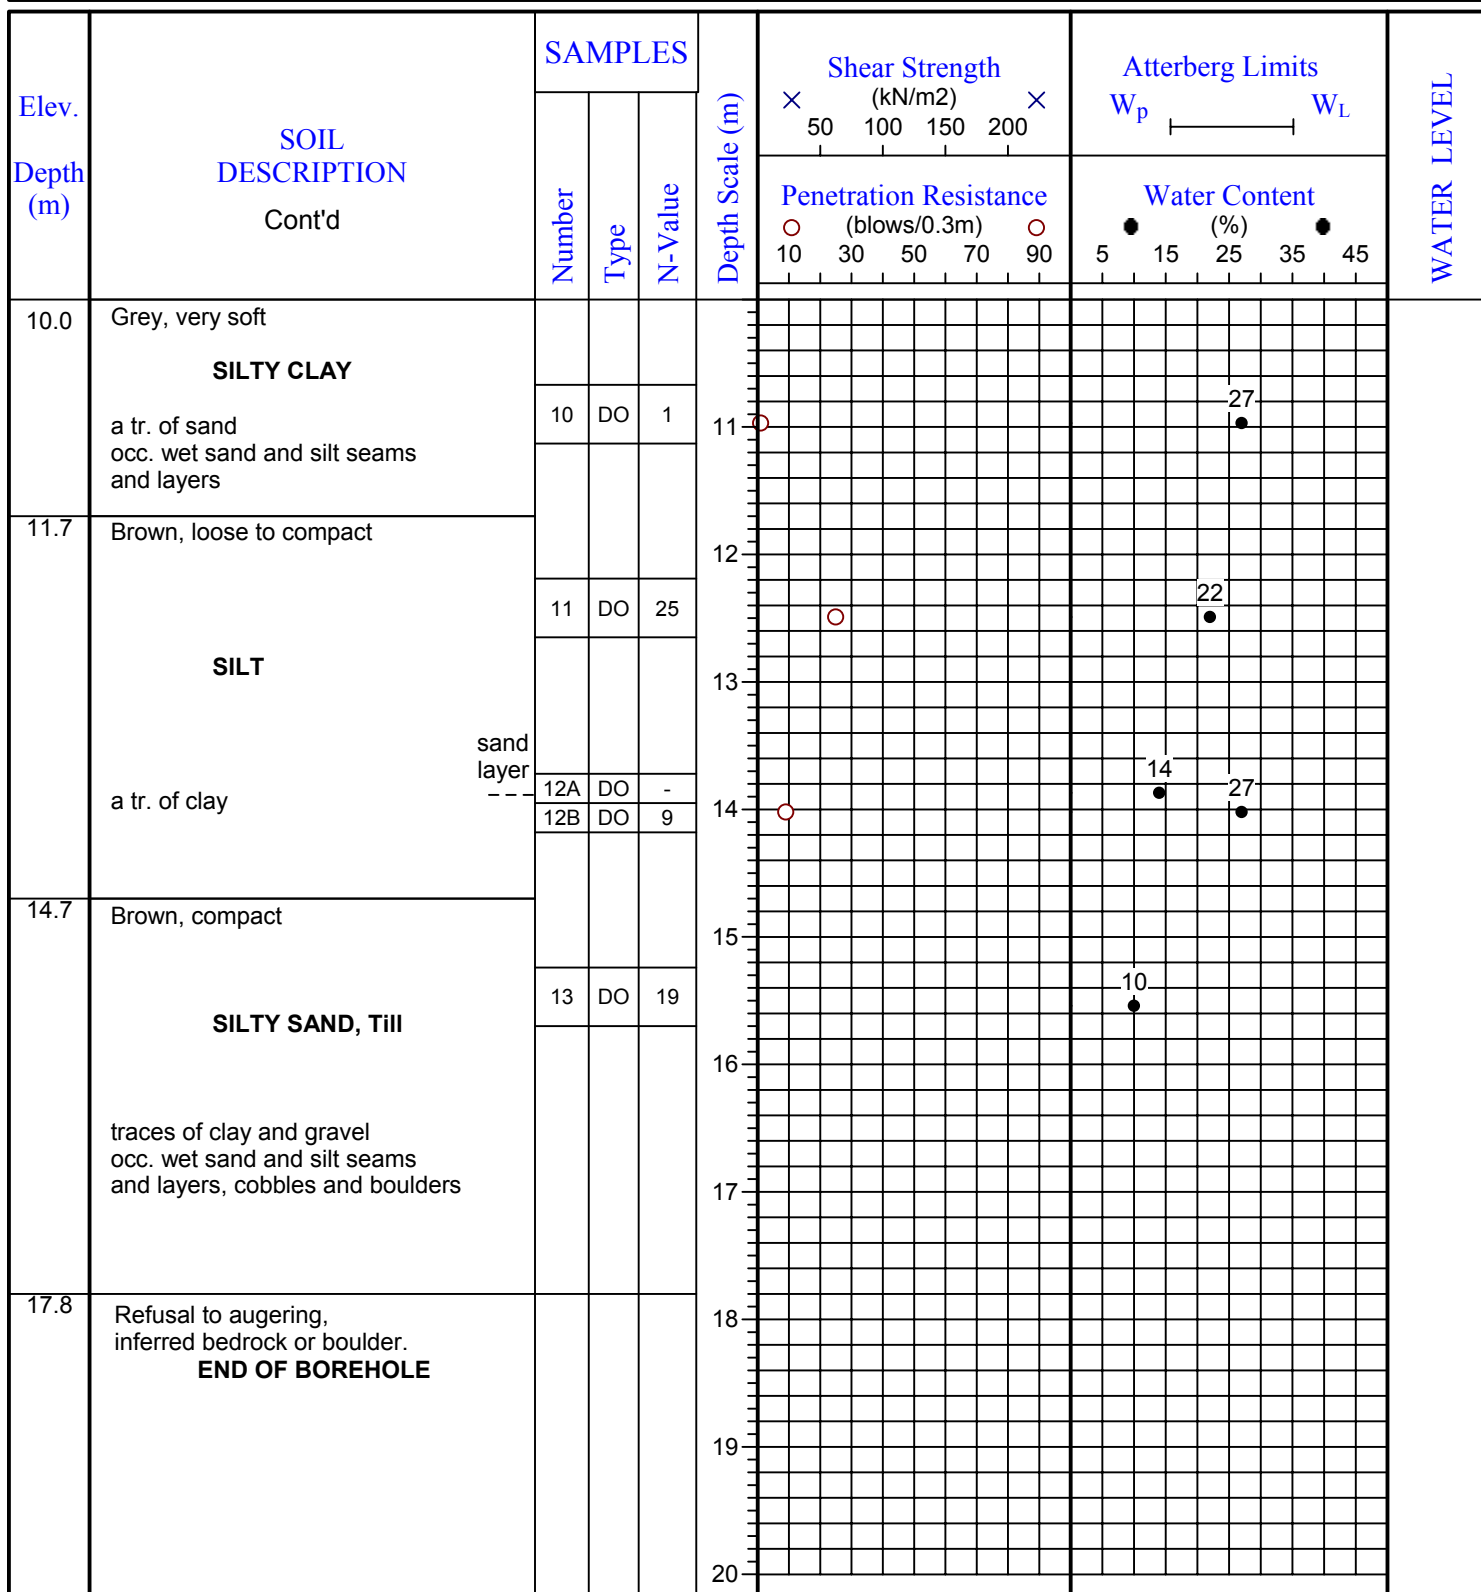 Elev.
Depth
(m)
SOIL
DESCRIPTION
Cont'd
SAMPLES
Number
Type
N-Value
Depth Scale (m)
Shear Strength
(kN/m2)
50 100 150 200
Penetration Resistance
(blows/0.3m)
10 30 50 70 90
Atterberg Limits
Wp WL
Water Content
(%)
5 15 25 35 45
WATER LEVEL
10.0 Grey, very soft
SILTY CLAY
a tr. of sand
occ. wet sand and silt seams
and layers
10 DO 1
11
27
11.7 Brown, loose to compact
12
11 DO 25
22
SILT
13
sand
layer
a tr. of clay
12A DO -
12B DO 9
14
14
27
14.7 Brown, compact
15
13 DO 19
10
SILTY SAND, Till
16
traces of clay and gravel
occ. wet sand and silt seams
and layers, cobbles and boulders
17
17.8 Refusal to augering,
inferred bedrock or boulder.
END OF BOREHOLE
18
19
20